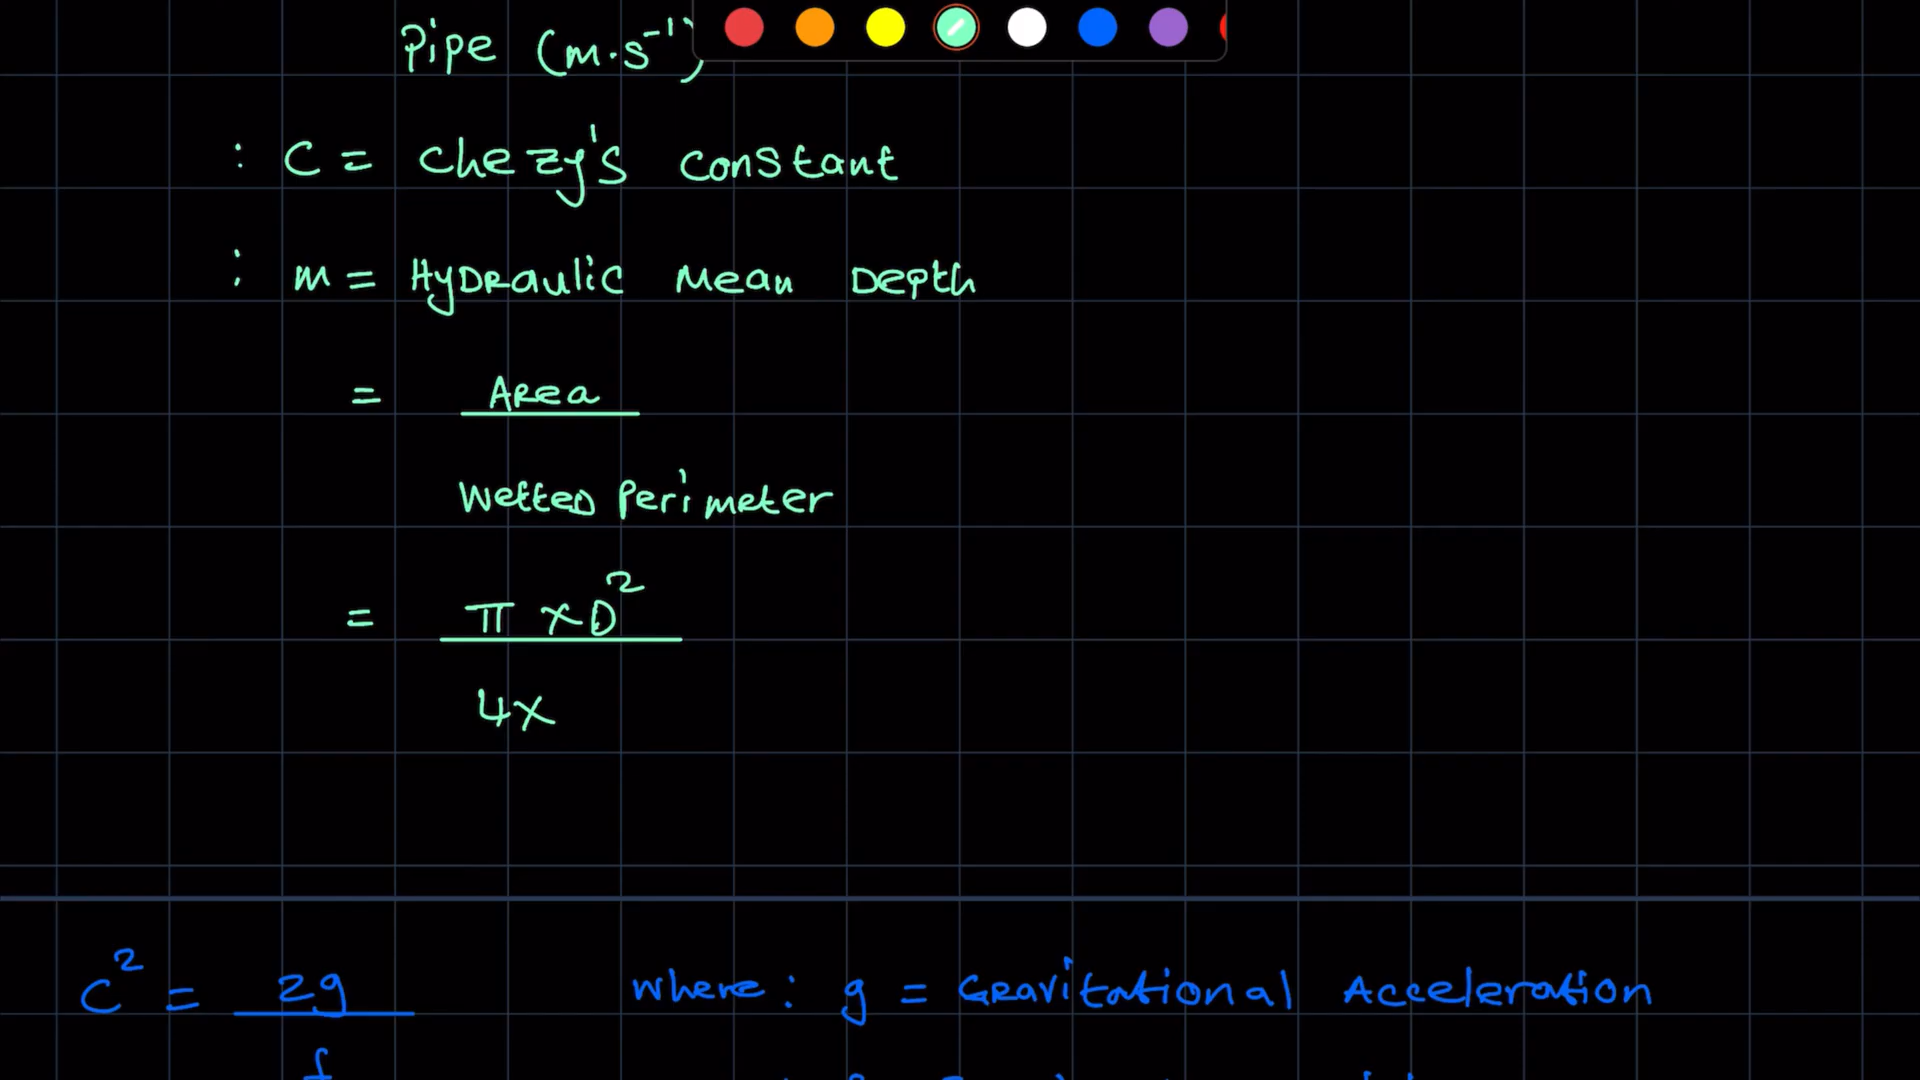 Pipe (m·s⁻¹)
: C = Chezy's constant
: m = Hydraulic Mean Depth
= Area
Wetted Perimeter
= π × D²
4×
C² = 2g where: g = Gravitational Acceleration
f